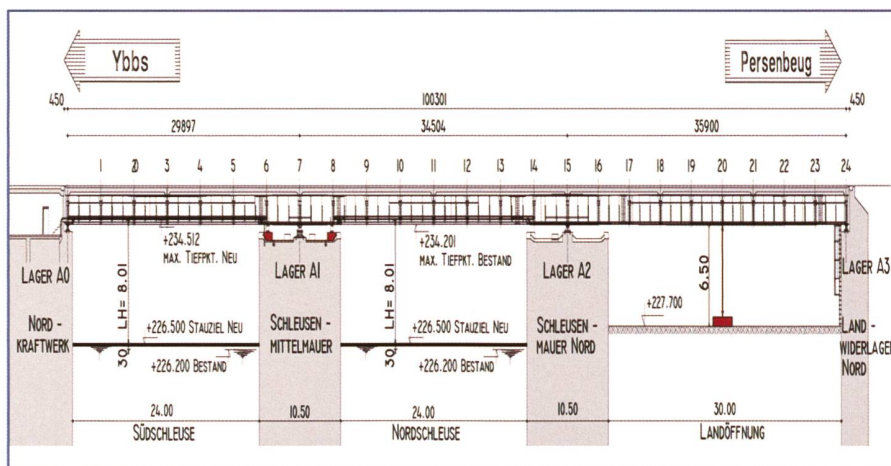 Ybbs
Persenbeug
450 100301 450
29897 34504 35900
1 20 3 4 5 6 7 8 9 10 11 12 13 14 15 16 17 18 19 20 21 22 23 24
+234.512
MAX. TIEFPKT. NEU
+234.201
MAX. TIEFPKT. BESTAND
LAGER A0
LAGER A1
LAGER A2
LAGER A3
LH= 8.01
LH= 8.01
6.50
+227.700
NORD-
KRAFTWERK
SCHLEUSEN-
MITTELMAUER
SCHLEUSEN-
MAUER NORD
LAND-
WIDERLAGER
NORD
+226.500 STAUZIEL NEU
+226.500 STAUZIEL NEU
30
30
+226.200 BESTAND
+226.200 BESTAND
24.00 10.50 24.00 10.50 30.00
SÜDSCHLEUSE
NORDSCHLEUSE
LANDÖFFNUNG